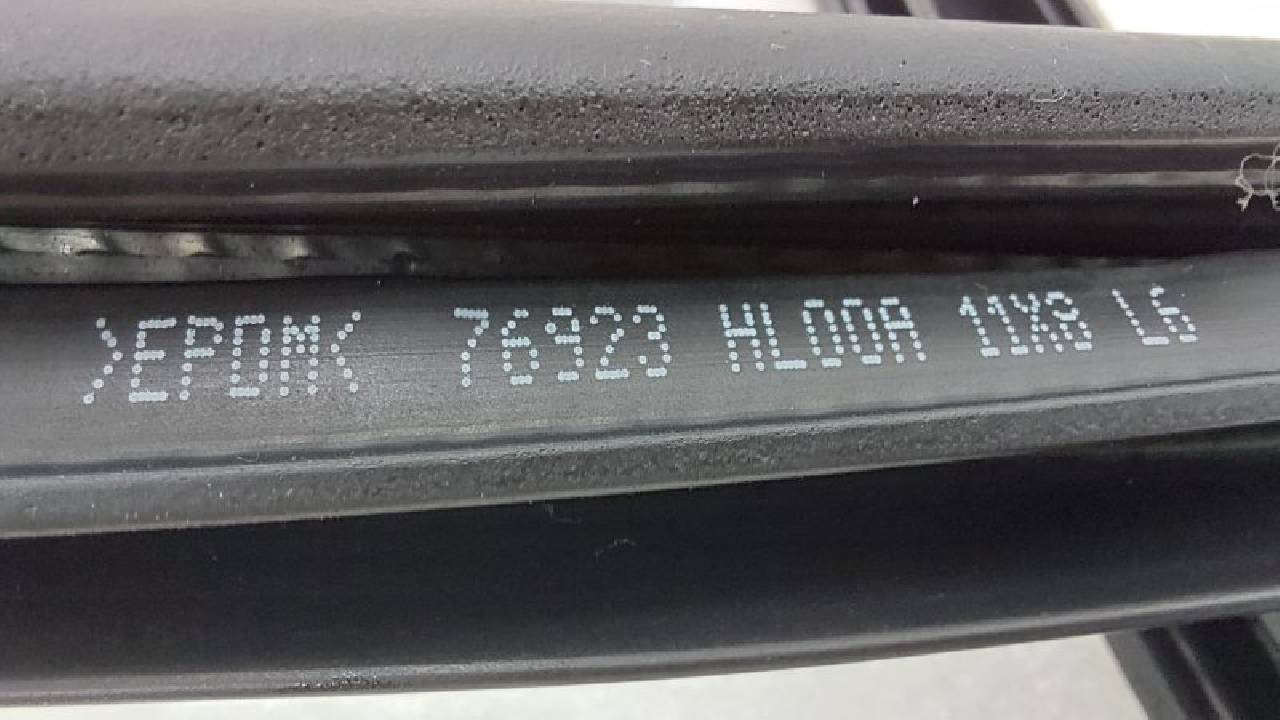 >EPDM< 76923 HL00A 11X8 L6